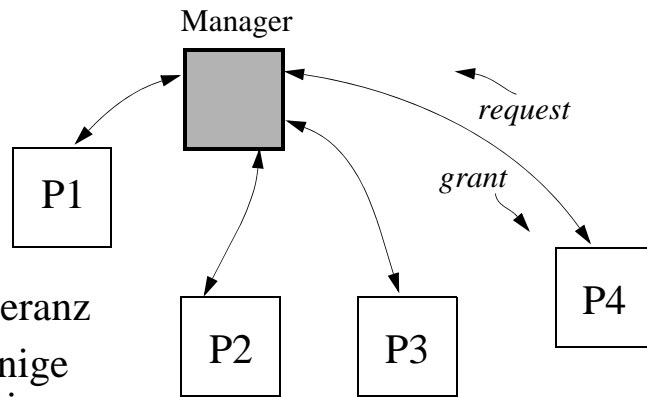 Manager
request
grant
P1
P4
eranz
P2
P3
nige